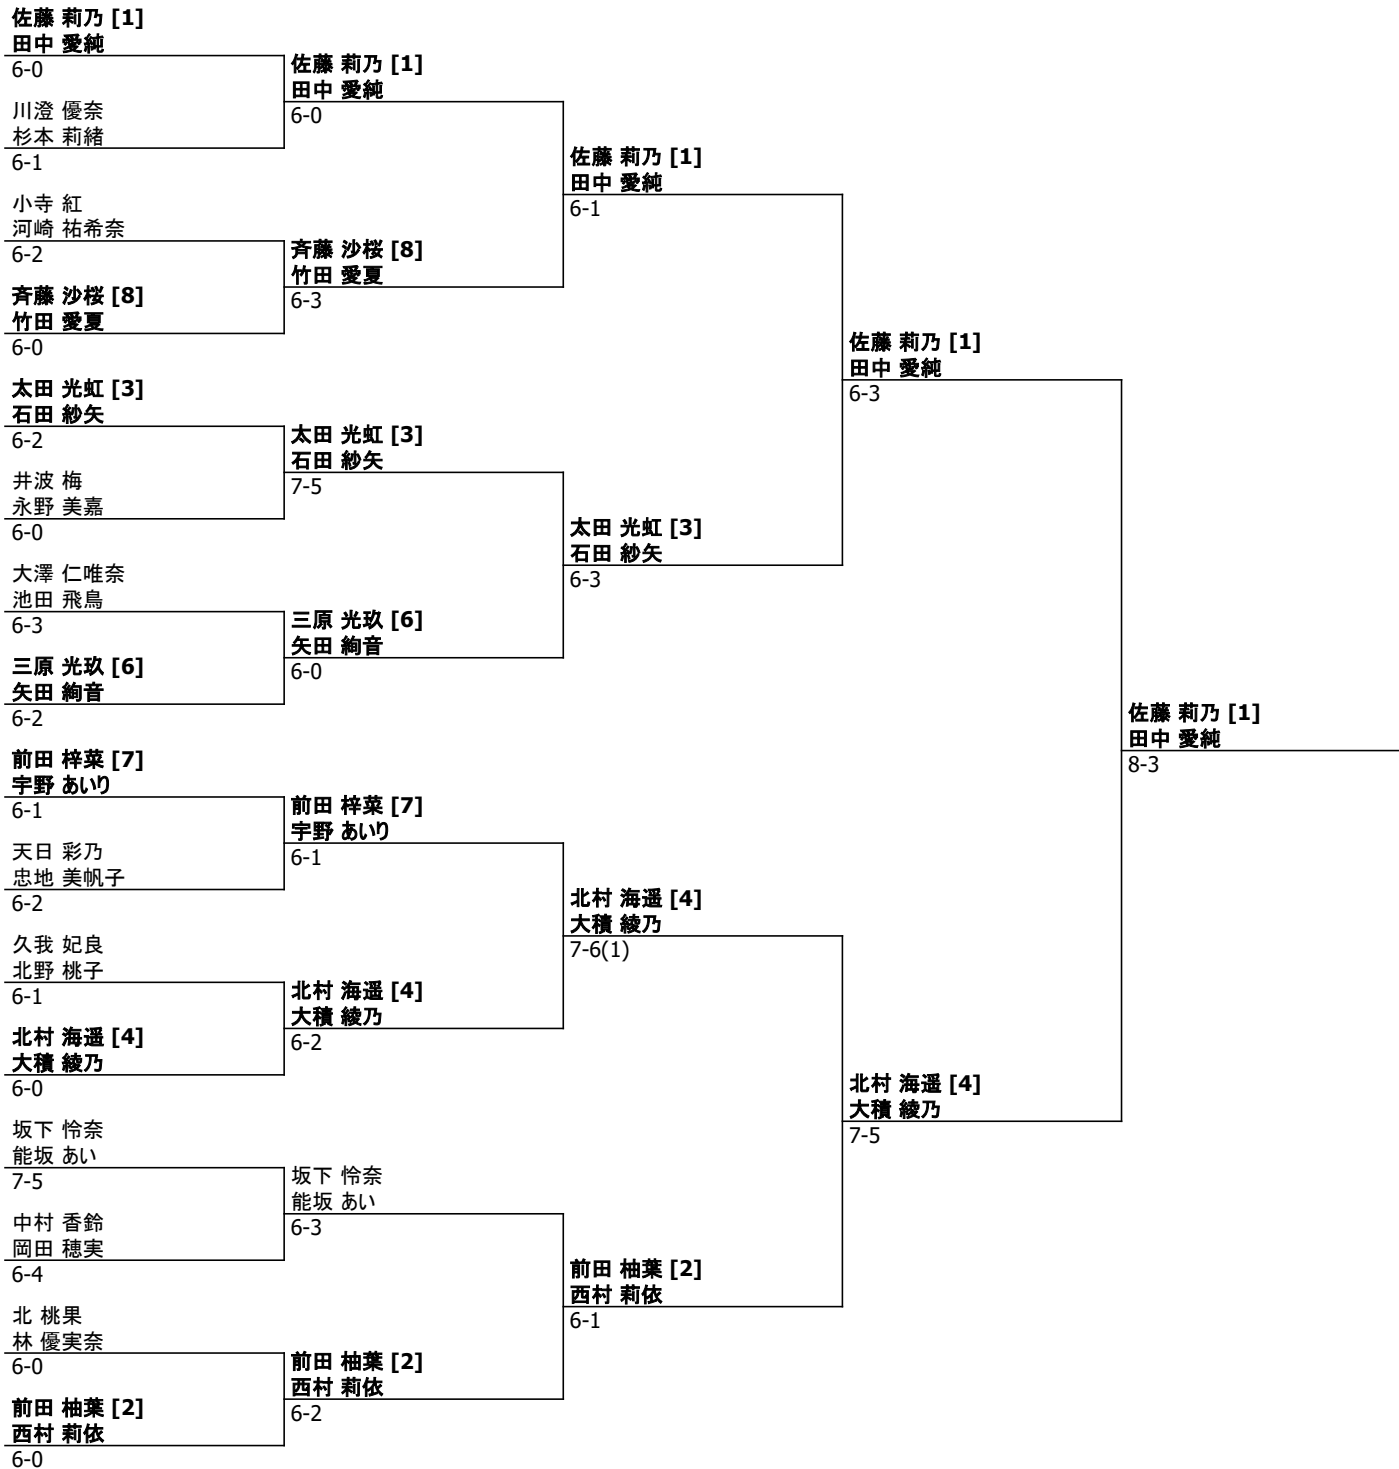 佐藤 莉乃 [1]
田中 愛純
6-0
川澄 優奈
杉本 莉緒
6-1
小寺 紅
河崎 祐希奈
6-2
斉藤 沙桜 [8]
竹田 愛夏
6-0
太田 光虹 [3]
石田 紗矢
6-2
井波 梅
永野 美嘉
6-0
大澤 仁唯奈
池田 飛鳥
6-3
三原 光玖 [6]
矢田 絢音
6-2
前田 梓菜 [7]
宇野 あいり
6-1
天日 彩乃
忠地 美帆子
6-2
久我 妃良
北野 桃子
6-1
北村 海遥 [4]
大積 綾乃
6-0
坂下 怜奈
能坂 あい
7-5
中村 香鈴
岡田 穂実
6-4
北 桃果
林 優実奈
6-0
前田 柚葉 [2]
西村 莉依
6-0
佐藤 莉乃 [1]
田中 愛純
6-0
斉藤 沙桜 [8]
竹田 愛夏
6-3
太田 光虹 [3]
石田 紗矢
7-5
三原 光玖 [6]
矢田 絢音
6-0
前田 梓菜 [7]
宇野 あいり
6-1
北村 海遥 [4]
大積 綾乃
6-2
坂下 怜奈
能坂 あい
6-3
前田 柚葉 [2]
西村 莉依
6-2
佐藤 莉乃 [1]
田中 愛純
6-1
太田 光虹 [3]
石田 紗矢
6-3
北村 海遥 [4]
大積 綾乃
7-6(1)
前田 柚葉 [2]
西村 莉依
6-1
佐藤 莉乃 [1]
田中 愛純
6-3
北村 海遥 [4]
大積 綾乃
7-5
佐藤 莉乃 [1]
田中 愛純
8-3